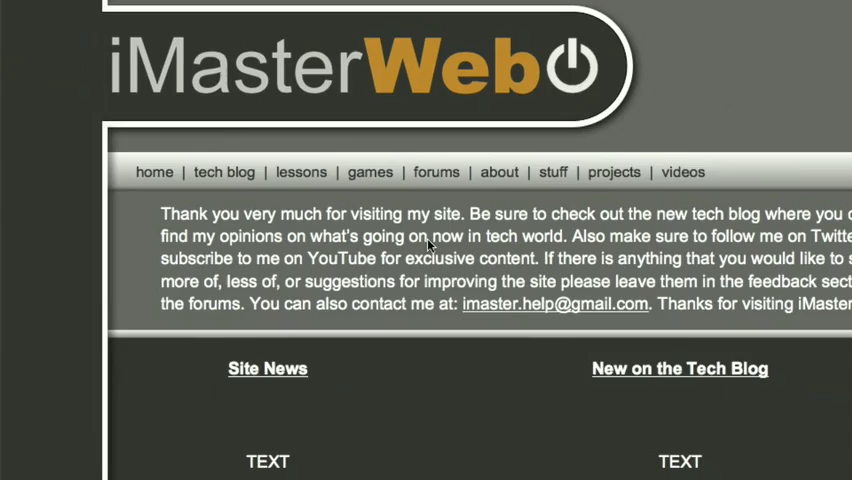 iMasterWeb
home | tech blog | lessons | games | forums | about | stuff | projects | videos
Thank you very much for visiting my site. Be sure to check out the new tech blog where you c
find my opinions on what's going on now in tech world. Also make sure to follow me on Twitte
subscribe to me on YouTube for exclusive content. If there is anything that you would like to s
more of, less of, or suggestions for improving the site please leave them in the feedback sect
the forums. You can also contact me at: imaster.help@gmail.com. Thanks for visiting iMaster
Site News
New on the Tech Blog
TEXT
TEXT